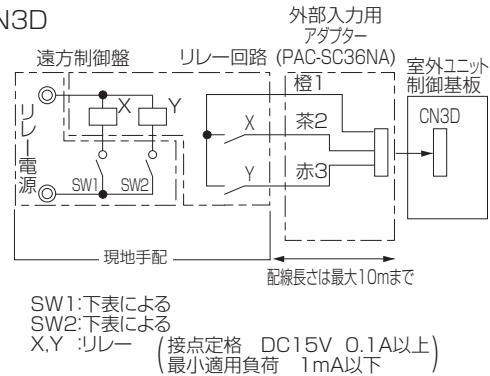 CN3D
外部入力用
アダプター
(PAC-SC36NA)
遠方制御盤
リレー回路
室外ユニット
制御基板
CN3D
リレー電源
X
Y
SW1
SW2
X
Y
橙1
茶2
赤3
現地手配
配線長さは最大10mまで
SW1:下表による
SW2:下表による
X,Y :リレー (接点定格 DC15V 0.1A以上
最小適用負荷 1mA以下)